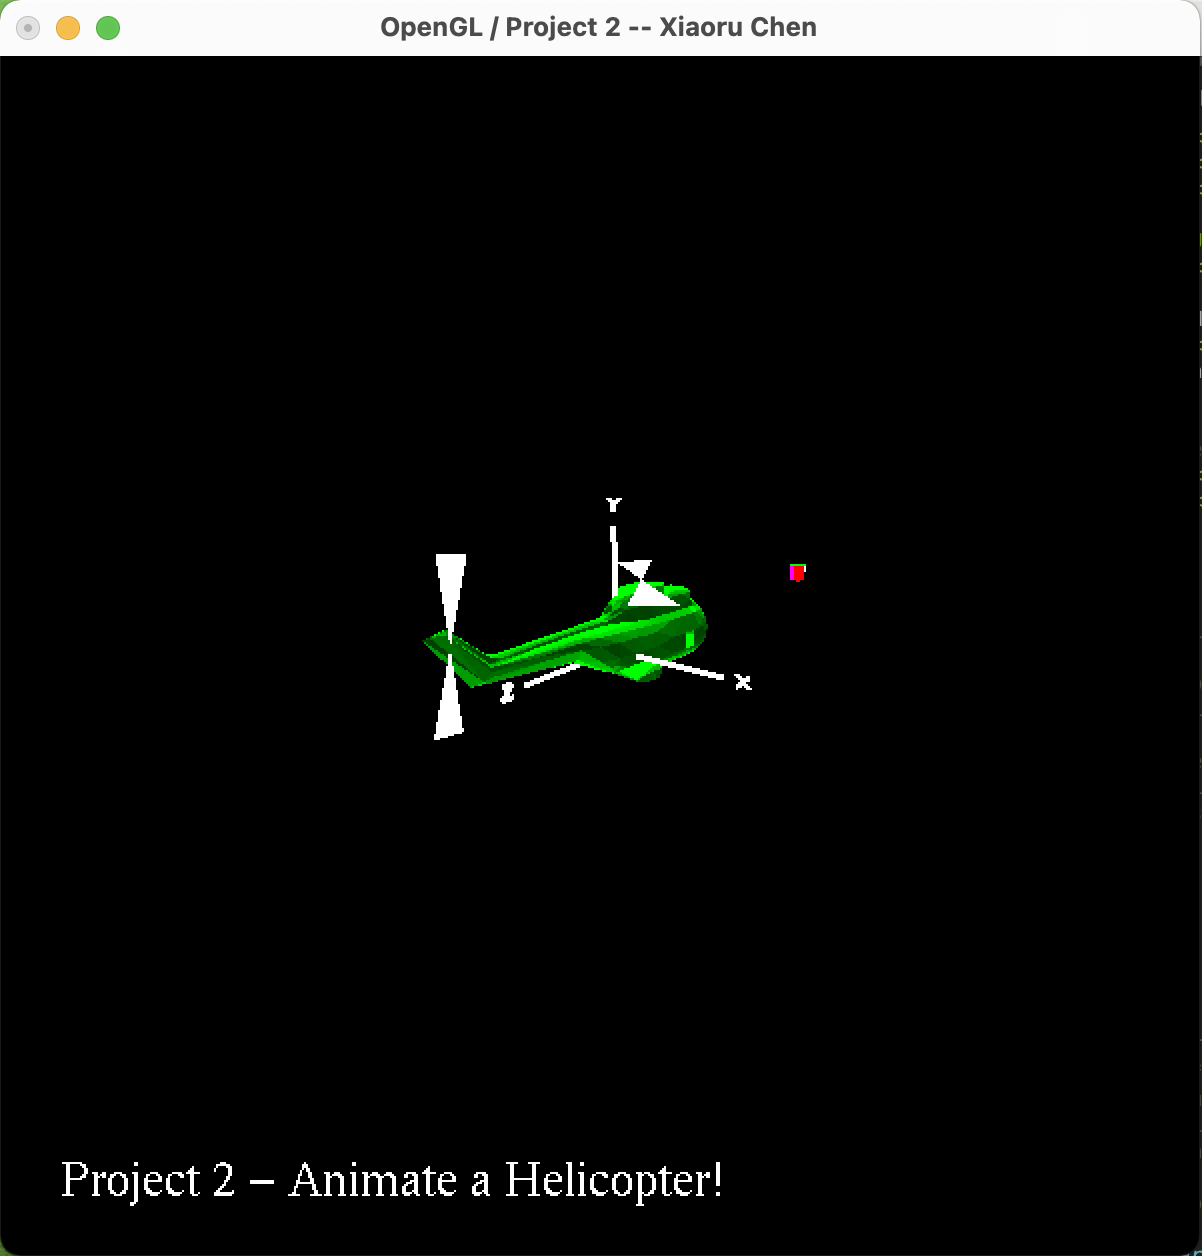 OpenGL / Project 2 -- Xiaoru Chen
Y
Z
X
Project 2 – Animate a Helicopter!